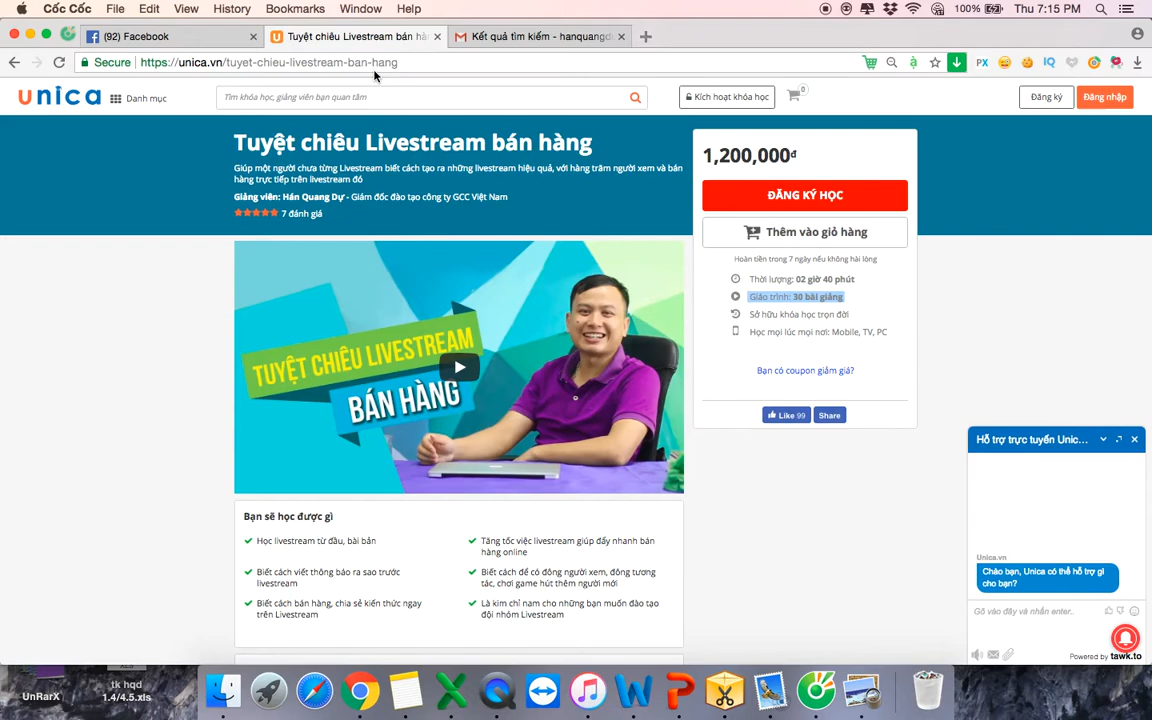 Cốc Cốc File Edit View History Bookmarks Window Help 100% Thu 7:15 PM
(92) Facebook
Tuyệt chiêu Livestream bán hàn
Kết quả tìm kiếm - hanquangd
Secure https://unica.vn/tuyet-chieu-livestream-ban-hang
PX IQ
unica
Danh mục
Tìm khóa học, giảng viên bạn quan tâm
Kích hoạt khóa học
0
Đăng ký
Đăng nhập
Tuyệt chiêu Livestream bán hàng
Giúp một người chưa từng Livestream biết cách tạo ra những livestream hiệu quả, với hàng trăm người xem và bán
hàng trực tiếp trên livestream đó
Giảng viên: Hán Quang Dự - Giám đốc đào tạo công ty GCC Việt Nam
7 đánh giá
1,200,000đ
ĐĂNG KÝ HỌC
Thêm vào giỏ hàng
Hoàn tiền trong 7 ngày nếu không hài lòng
Thời lượng: 02 giờ 40 phút
Giáo trình: 30 bài giảng
Sở hữu khóa học trọn đời
Học mọi lúc mọi nơi: Mobile, TV, PC
Bạn có coupon giảm giá?
Like 99
Share
TUYỆT CHIÊU LIVESTREAM
BÁN HÀNG
Bạn sẽ học được gì
Học livestream từ đầu, bài bản
Tăng tốc việc livestream giúp đẩy nhanh bán
hàng online
Biết cách viết thông báo ra sao trước
livestream
Biết cách để có đông người xem, đông tương
tác, chơi game hút thêm người mới
Biết cách bán hàng, chia sẻ kiến thức ngay
trên Livestream
Là kim chỉ nam cho những bạn muốn đào tạo
đội nhóm Livestream
Hỗ trợ trực tuyến Unic...
Unica.vn
Chào bạn, Unica có thể hỗ trợ gì
cho bạn?
Gõ vào đây và nhấn enter..
Powered by tawk.to
UnRarX
tk hqd
1.4/4.5.xls